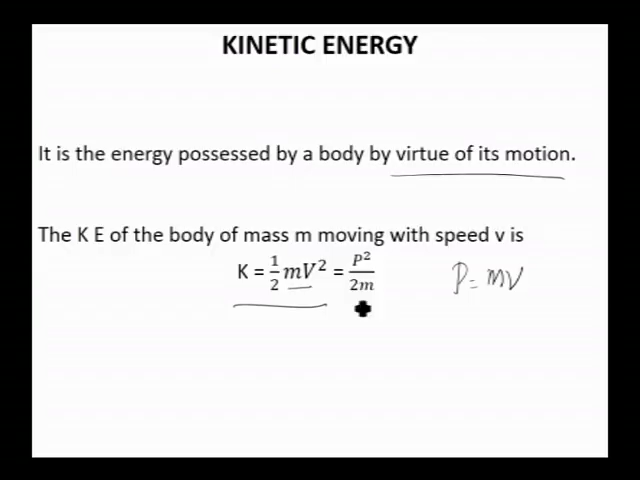 KINETIC ENERGY
It is the energy possessed by a body by virtue of its motion.
The K E of the body of mass m moving with speed v is
K = 1/2 mV² = P²/2m P = mV